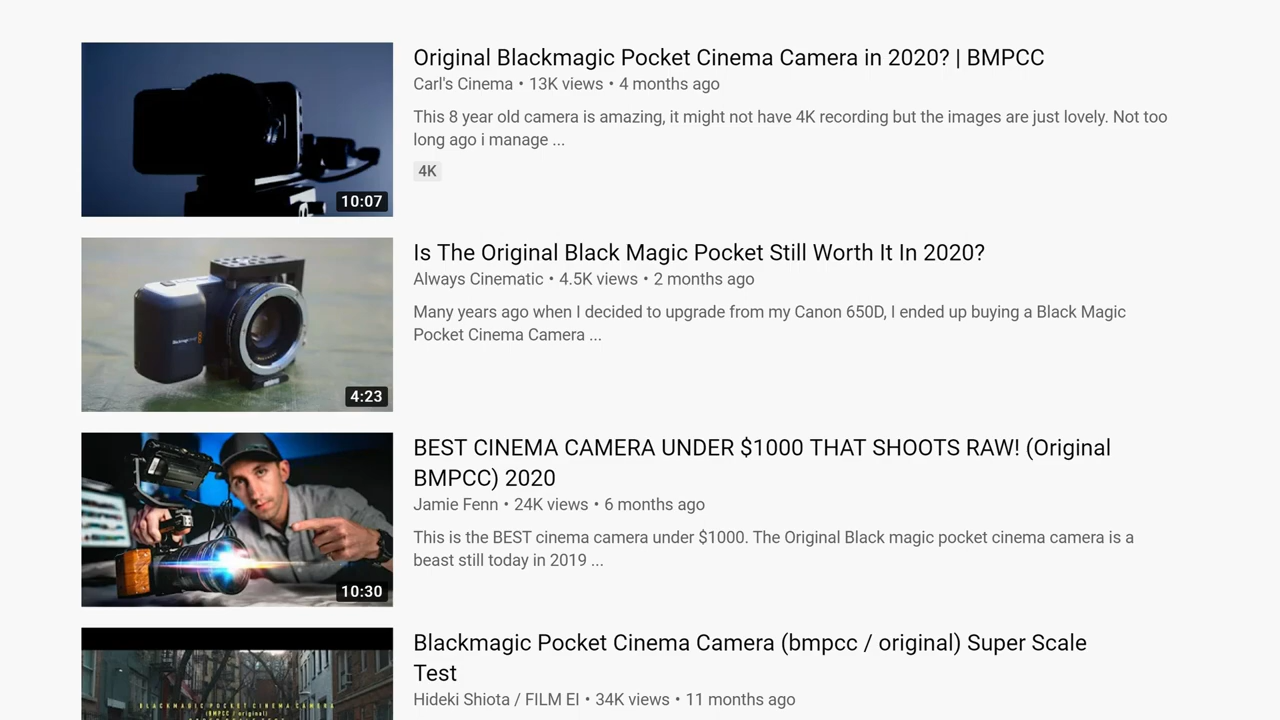 Original Blackmagic Pocket Cinema Camera in 2020? | BMPCC
Carl's Cinema • 13K views • 4 months ago
This 8 year old camera is amazing, it might not have 4K recording but the images are just lovely. Not too
long ago i manage ...
4K
10:07
Is The Original Black Magic Pocket Still Worth It In 2020?
Always Cinematic • 4.5K views • 2 months ago
Many years ago when I decided to upgrade from my Canon 650D, I ended up buying a Black Magic
Pocket Cinema Camera ...
4:23
BEST CINEMA CAMERA UNDER $1000 THAT SHOOTS RAW! (Original
BMPCC) 2020
Jamie Fenn • 24K views • 6 months ago
This is the BEST cinema camera under $1000. The Original Black magic pocket cinema camera is a
beast still today in 2019 ...
10:30
Blackmagic Pocket Cinema Camera (bmpcc / original) Super Scale
Test
Hideki Shiota / FILM EI • 34K views • 11 months ago
BLACKMAGIC POCKET CINEMA CAMERA
(BMPCC / original)